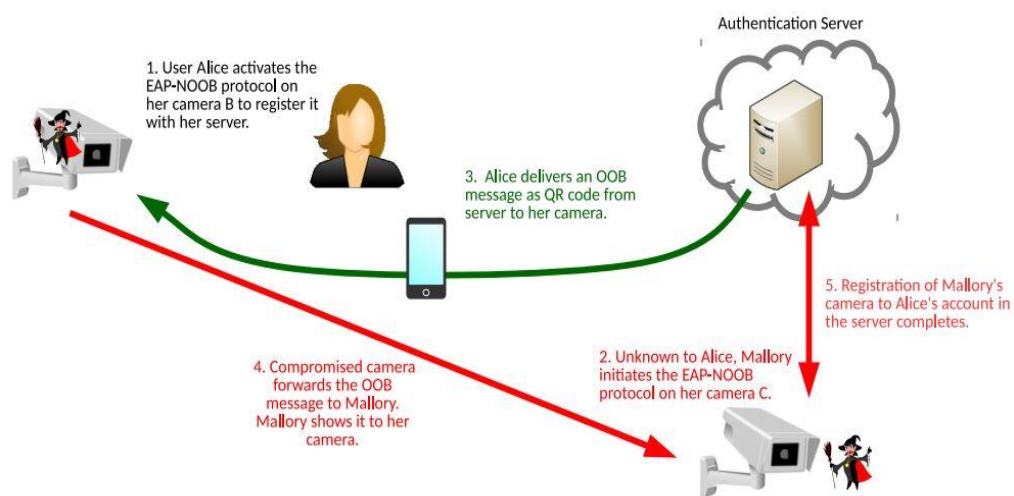 Authentication Server
1. User Alice activates the
EAP-NOOB protocol on
her camera B to register it
with her server.
3. Alice delivers an OOB
message as QR code from
server to her camera.
5. Registration of Mallory's
camera to Alice's account in
the server completes.
2. Unknown to Alice, Mallory
initiates the EAP-NOOB
protocol on her camera C.
4. Compromised camera
forwards the OOB
message to Mallory.
Mallory shows it to her
camera.